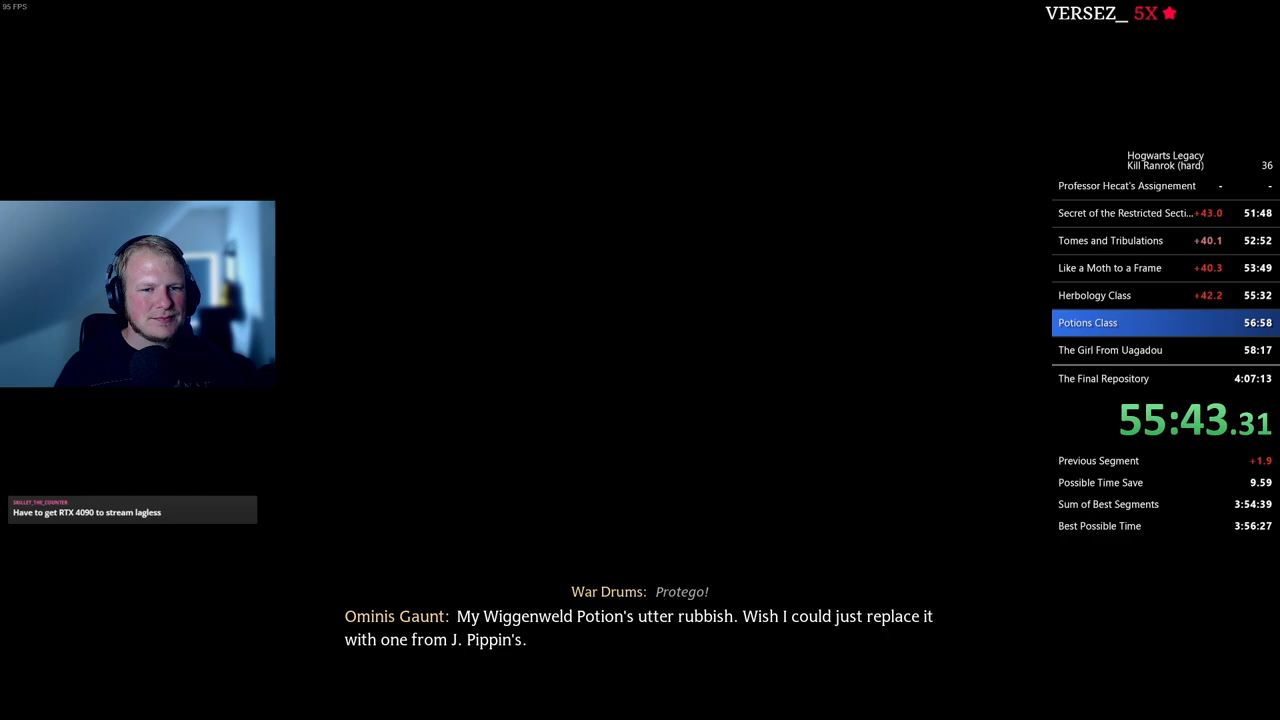 95 FPS
VERSEZ_ 5X
Hogwarts Legacy
Kill Ranrok (hard) 36
Professor Hecat's Assignement - -
Secret of the Restricted Secti... +43.0 51:48
Tomes and Tribulations +40.1 52:52
Like a Moth to a Frame +40.3 53:49
Herbology Class +42.2 55:32
Potions Class 56:58
The Girl From Uagadou 58:17
The Final Repository 4:07:13
55:43.31
Previous Segment +1.9
Possible Time Save 9.59
Sum of Best Segments 3:54:39
Best Possible Time 3:56:27
SKILLET_THE_COUNTER
Have to get RTX 4090 to stream lagless
War Drums: Protego!
Ominis Gaunt: My Wiggenweld Potion's utter rubbish. Wish I could just replace it
with one from J. Pippin's.